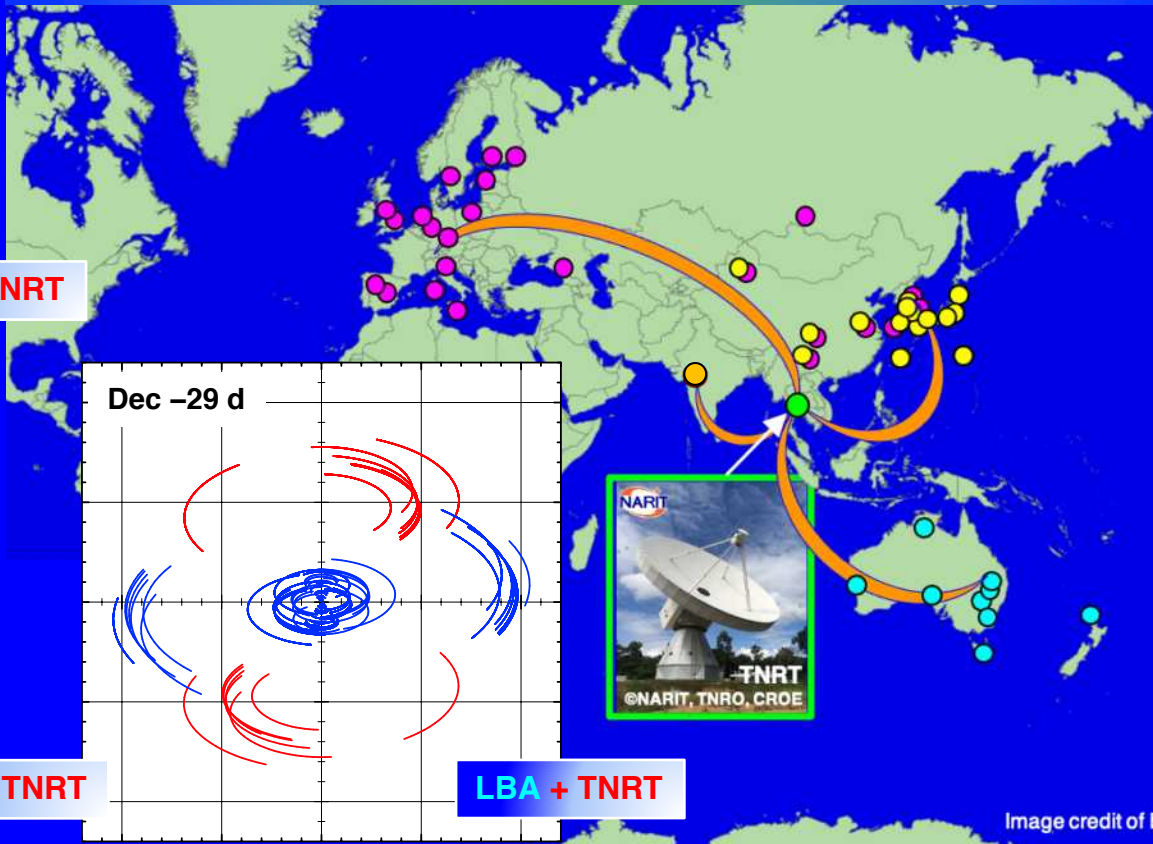 NRT
Dec −29 d
NARIT
TNRT
©NARIT, TNRO, CROE
TNRT
LBA + TNRT
Image credit of